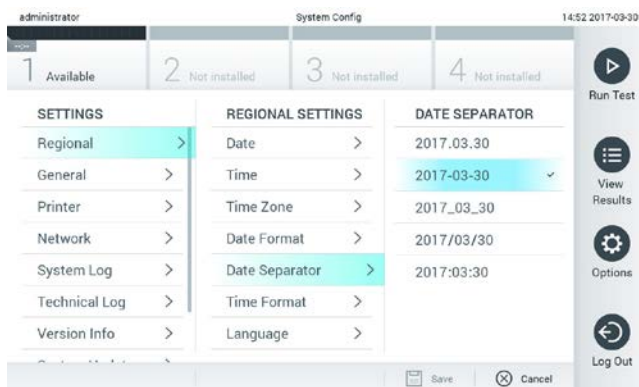 administrator System Config 14:52 2017-03-30
1 Available 2 Not installed 3 Not installed 4 Not installed
Run Test
SETTINGS
Regional
General
Printer
Network
System Log
Technical Log
Version Info
REGIONAL SETTINGS
Date
Time
Time Zone
Date Format
Date Separator
Time Format
Language
DATE SEPARATOR
2017.03.30
2017-03-30
2017_03_30
2017/03/30
2017:03:30
View
Results
Options
Log Out
Save Cancel